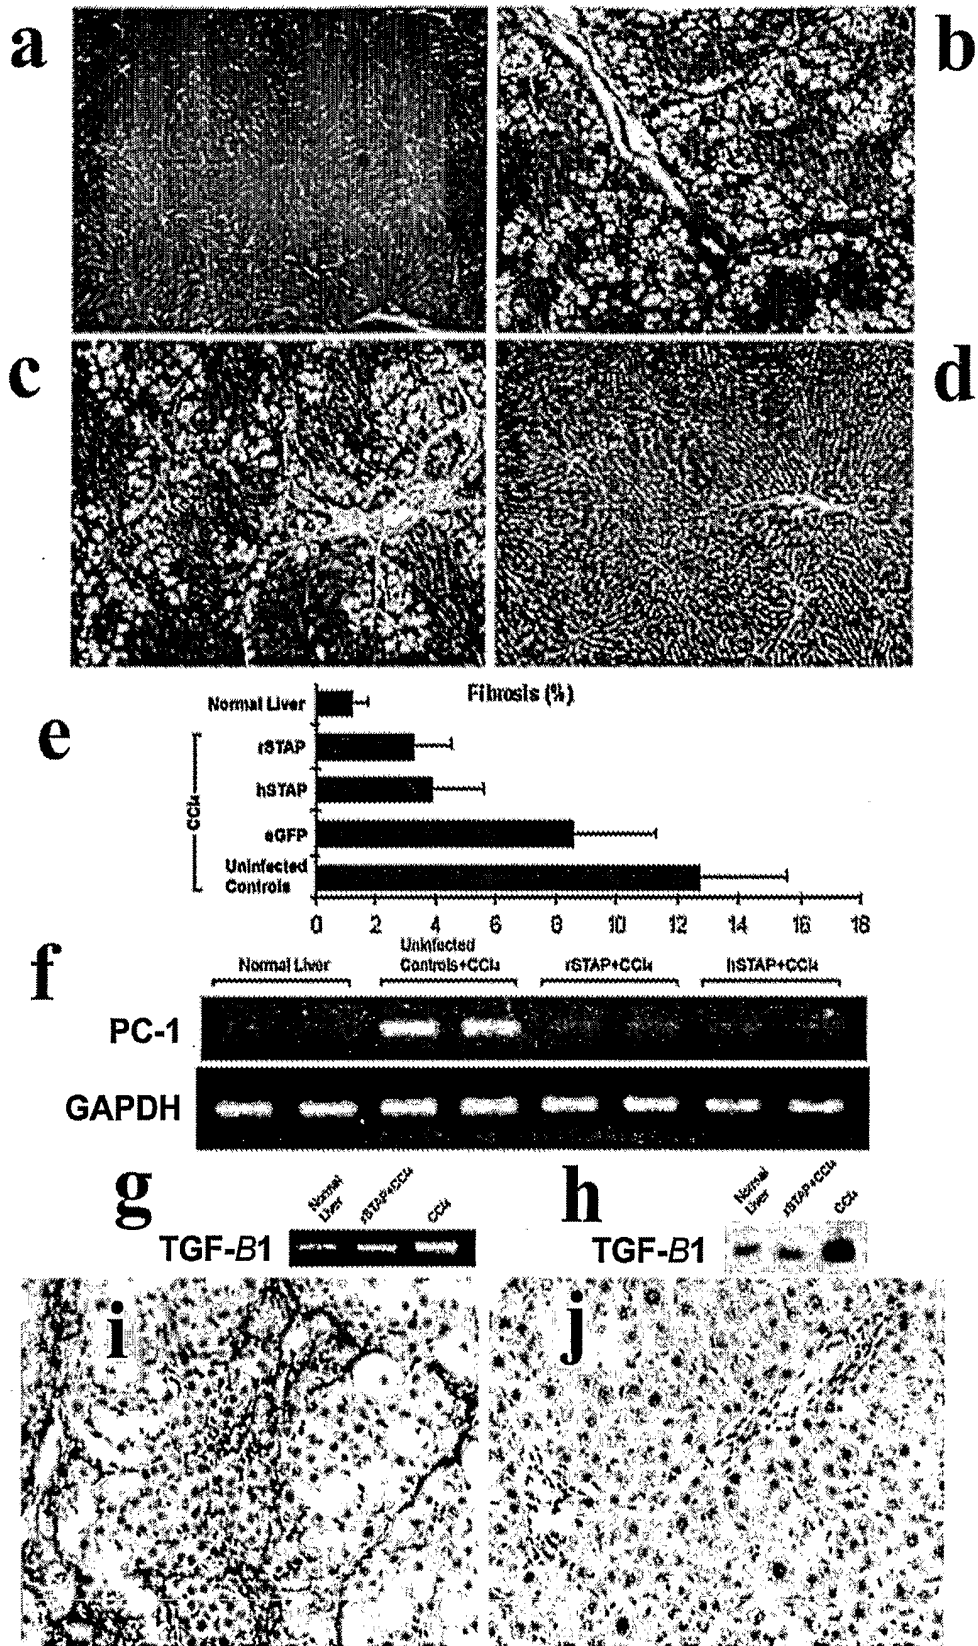 a
b
c
d
e
Fibrosis (%)
Normal Liver
rSTAP
hSTAP
eGFP
Uninfected
Controls
CCl4
0 2 4 6 8 10 12 14 16 18
f
Normal Liver
Uninfected
Controls+CCl4
rSTAP+CCl4
hSTAP+CCl4
PC-1
GAPDH
g
Normal
Liver
rSTAP+CCl4
CCl4
TGF-B1
h
Normal
Liver
rSTAP+CCl4
CCl4
TGF-B1
i
j